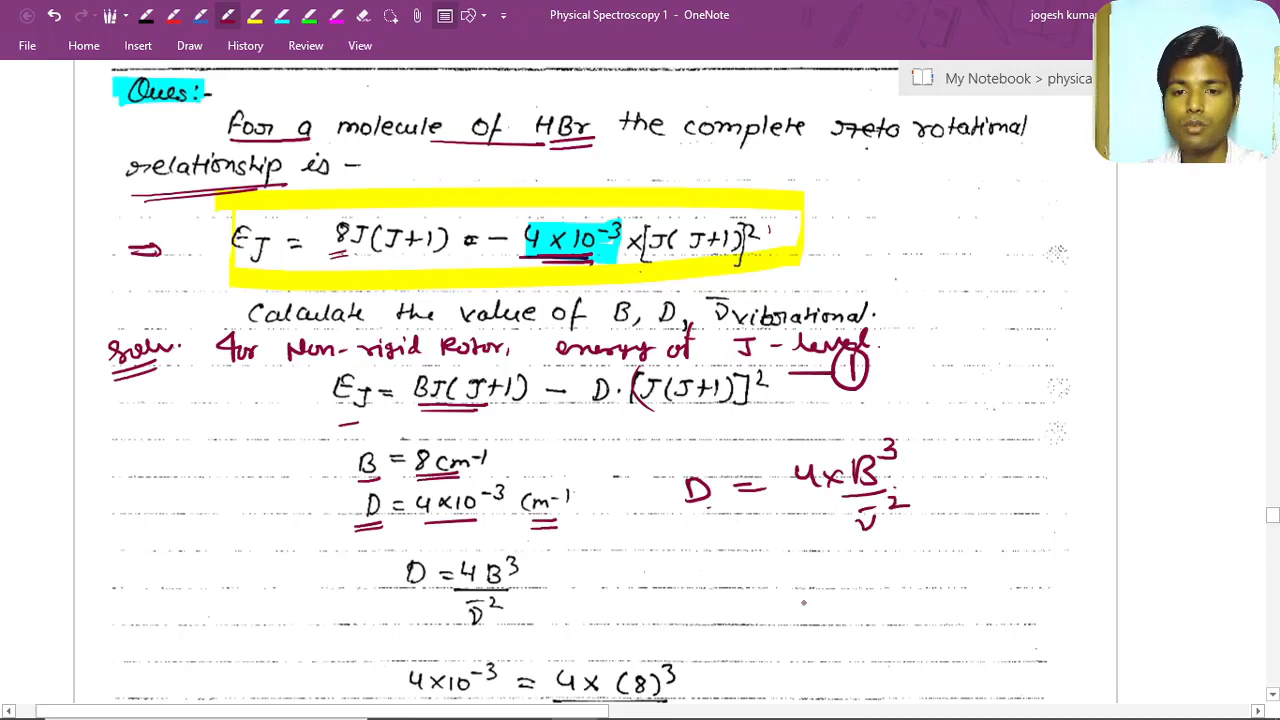 Physical Spectroscopy 1 - OneNote
jogesh kuma
File Home Insert Draw History Review View
My Notebook > physica
Ques:-
For a molecule of HBr the complete rotational
relationship is -
⇒ EJ = 8J(J+1) = - 4 × 10⁻³ × [J(J+1)]²
Calculate the value of B, D, ν̅ vibrational.
Soln. for Non-rigid Rotor, energy of J - level
EJ = BJ(J+1) - D·[J(J+1)]²
B = 8 cm⁻¹
D = 4×10⁻³ cm⁻¹
D = 4×B³/ν̅²
D = 4B³/ν̅²
4×10⁻³ = 4 × (8)³